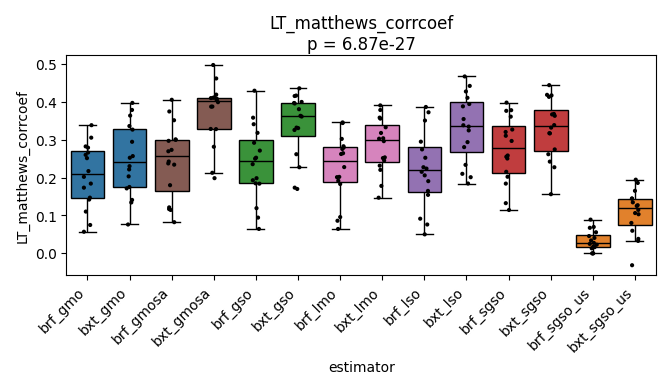 LT_matthews_corrcoef
p = 6.87e-27
LT_matthews_corrcoef
0.5
0.4
0.3
0.2
0.1
0.0
brf_gmo
bxt_gmo
brf_gmosa
bxt_gmosa
brf_gso
bxt_gso
brf_lmo
bxt_lmo
brf_lso
bxt_lso
brf_sgso
bxt_sgso
brf_sgso_us
bxt_sgso_us
estimator